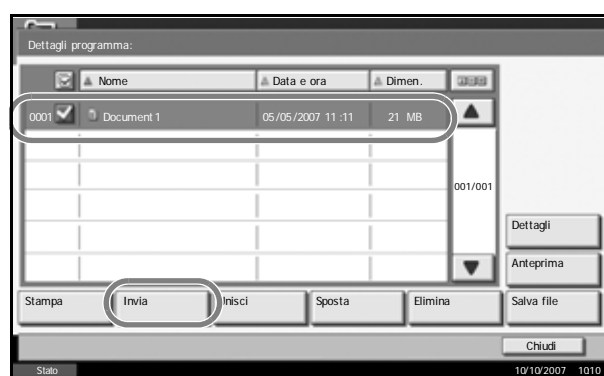 Dettagli programma:
Nome Data e ora Dimen.
0001 Document 1 05/05/2007 11:11 21 MB
001/001
Dettagli
Anteprima
Stampa Invia Unisci Sposta Elimina Salva file
Chiudi
Stato 10/10/2007 10:10